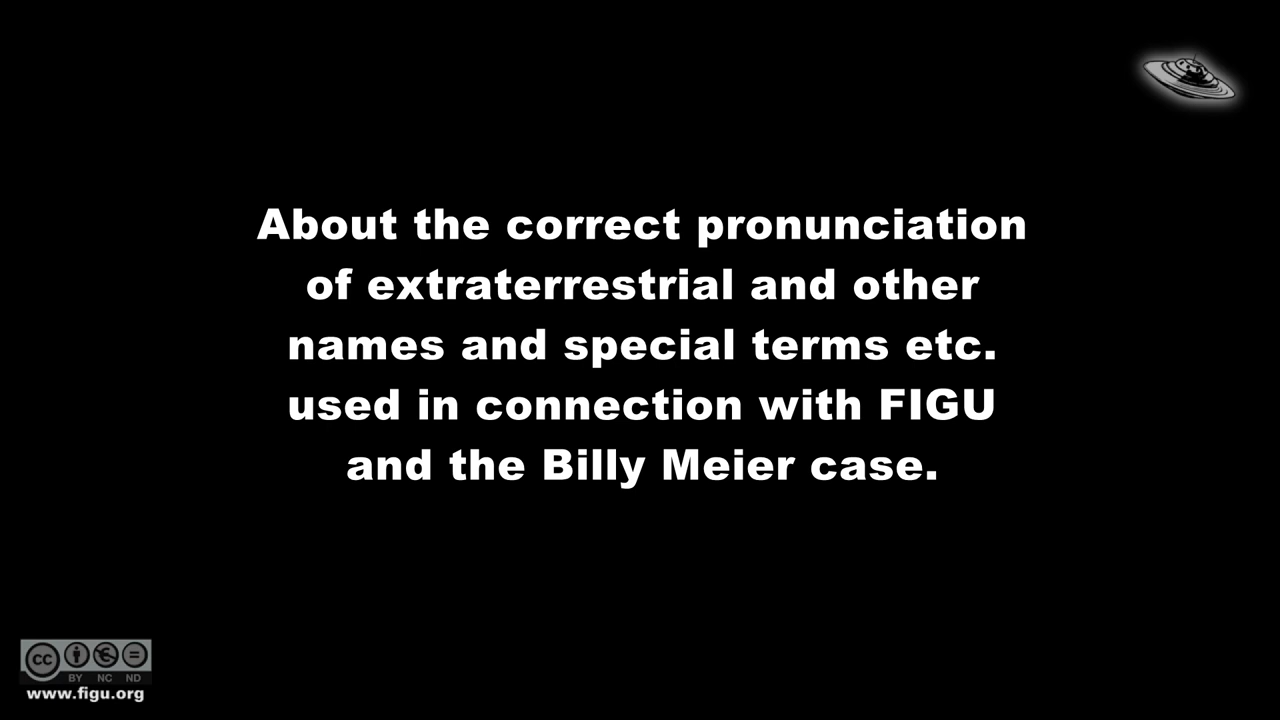 About the correct pronunciation
of extraterrestrial and other
names and special terms etc.
used in connection with FIGU
and the Billy Meier case.
cc
BY NC ND
www.figu.org